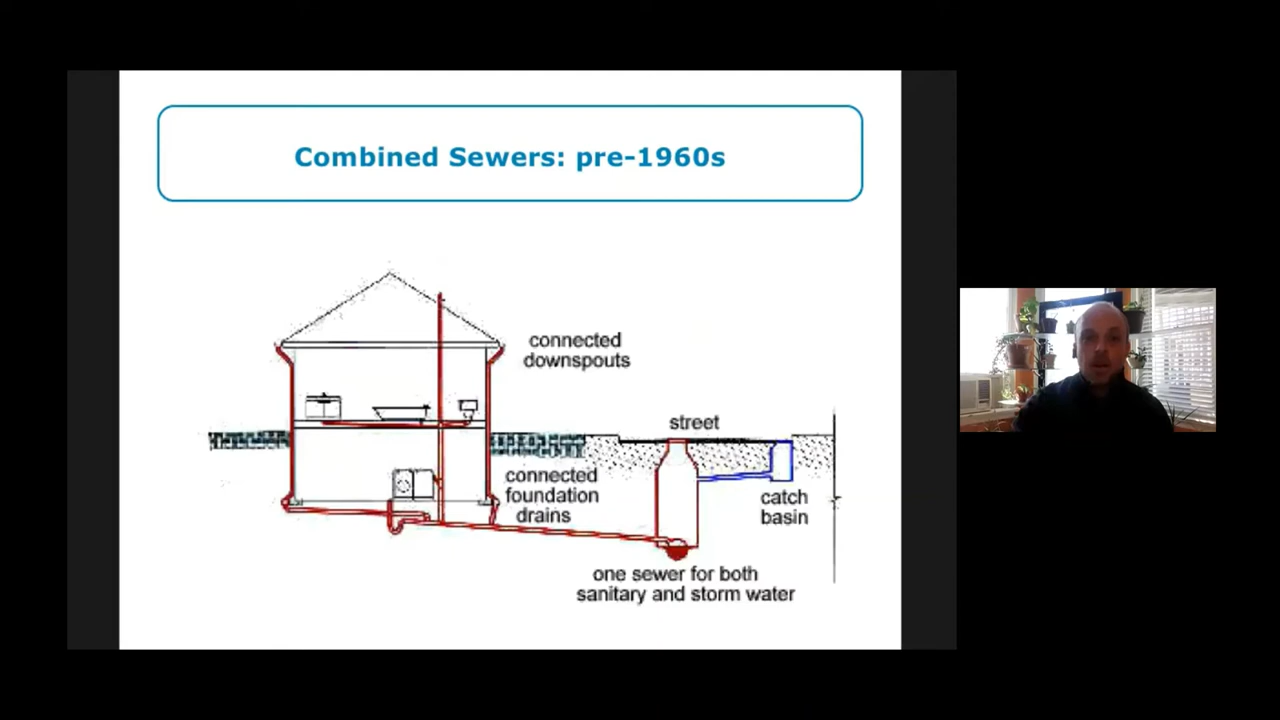 Combined Sewers: pre-1960s
connected
downspouts
street
connected
foundation
drains
catch
basin
one sewer for both
sanitary and storm water